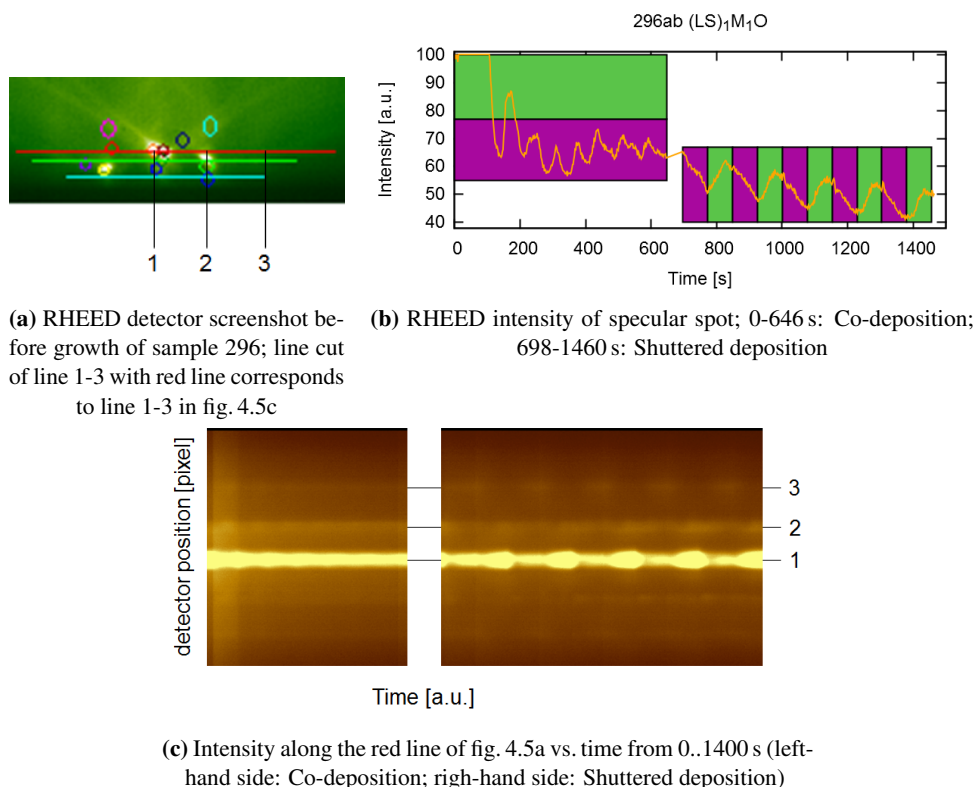 296ab (LS)₁M₁O
Intensity [a.u.]
100
90
80
70
60
50
40
0 200 400 600 800 1000 1200 1400
Time [s]
1 2 3
(a) RHEED detector screenshot be-
fore growth of sample 296; line cut
of line 1-3 with red line corresponds
to line 1-3 in fig. 4.5c
(b) RHEED intensity of specular spot; 0-646 s: Co-deposition;
698-1460 s: Shuttered deposition
detector position [pixel]
3
2
1
Time [a.u.]
(c) Intensity along the red line of fig. 4.5a vs. time from 0..1400 s (left-
hand side: Co-deposition; righ-hand side: Shuttered deposition)